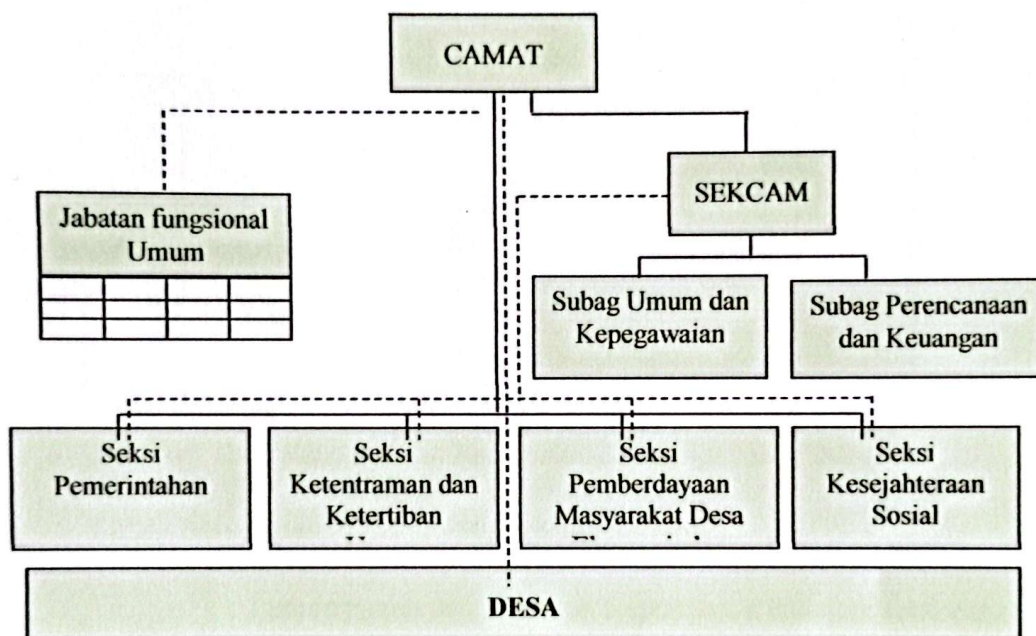 CAMAT
SEKCAM
Jabatan fungsional
Umum
Subag Umum dan
Kepegawaian
Subag Perencanaan
dan Keuangan
Seksi
Pemerintahan
Seksi
Ketentraman dan
Ketertiban
Seksi
Pemberdayaan
Masyarakat Desa
Seksi
Kesejahteraan
Sosial
DESA